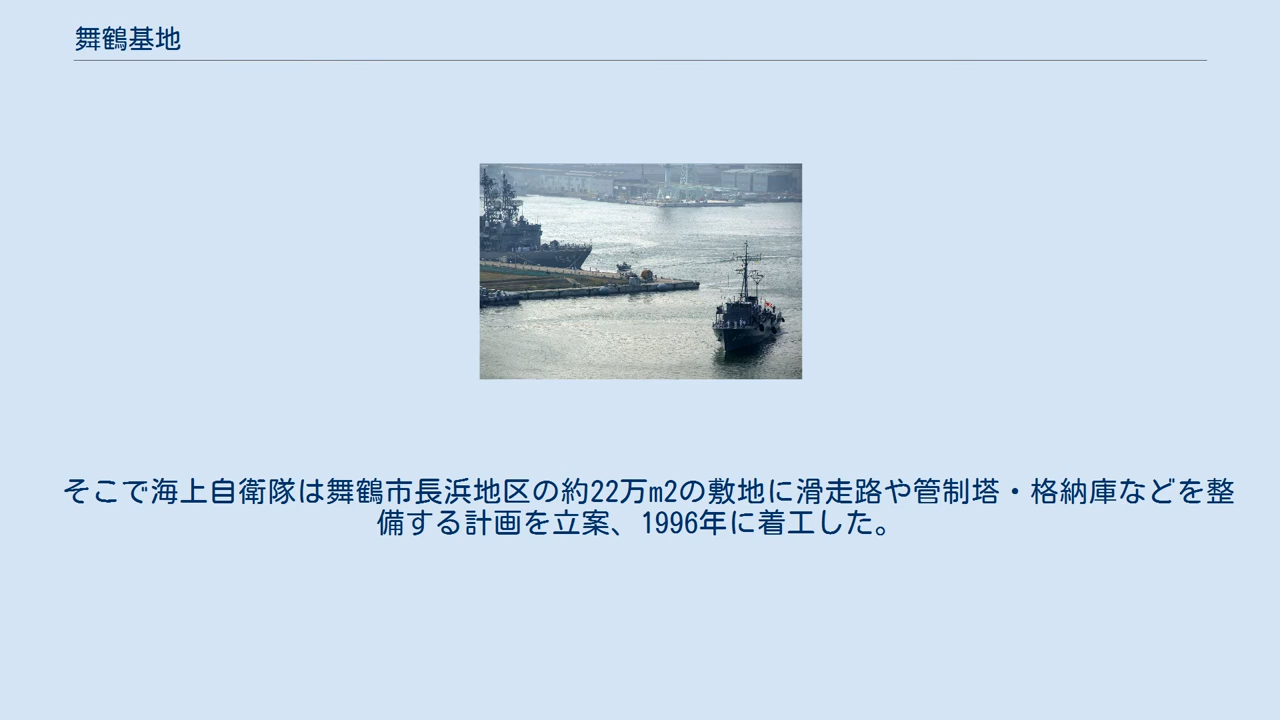 舞鶴基地
そこで海上自衛隊は舞鶴市長浜地区の約22万m2の敷地に滑走路や管制塔・格納庫などを整
備する計画を立案、1996年に着工した。